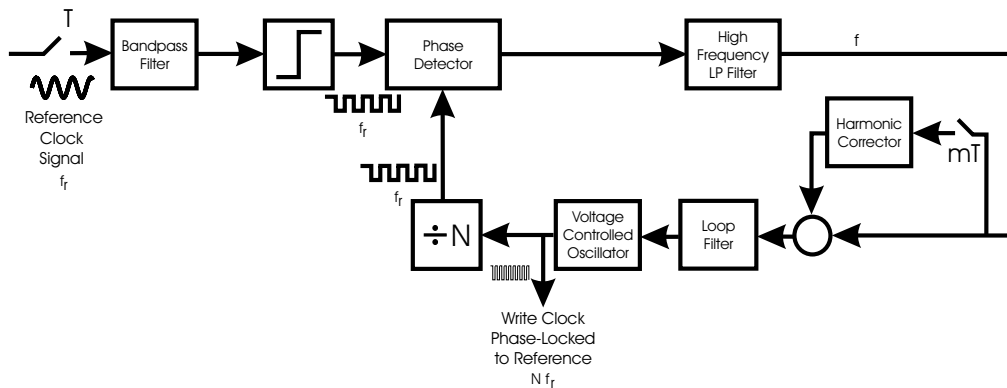 T
Bandpass
Filter
Phase
Detector
High
Frequency
LP Filter
f
Reference
Clock
Signal
fr
fr
Harmonic
Corrector
mT
fr
÷N
Voltage
Controlled
Oscillator
Loop
Filter
Write Clock
Phase-Locked
to Reference
N fr